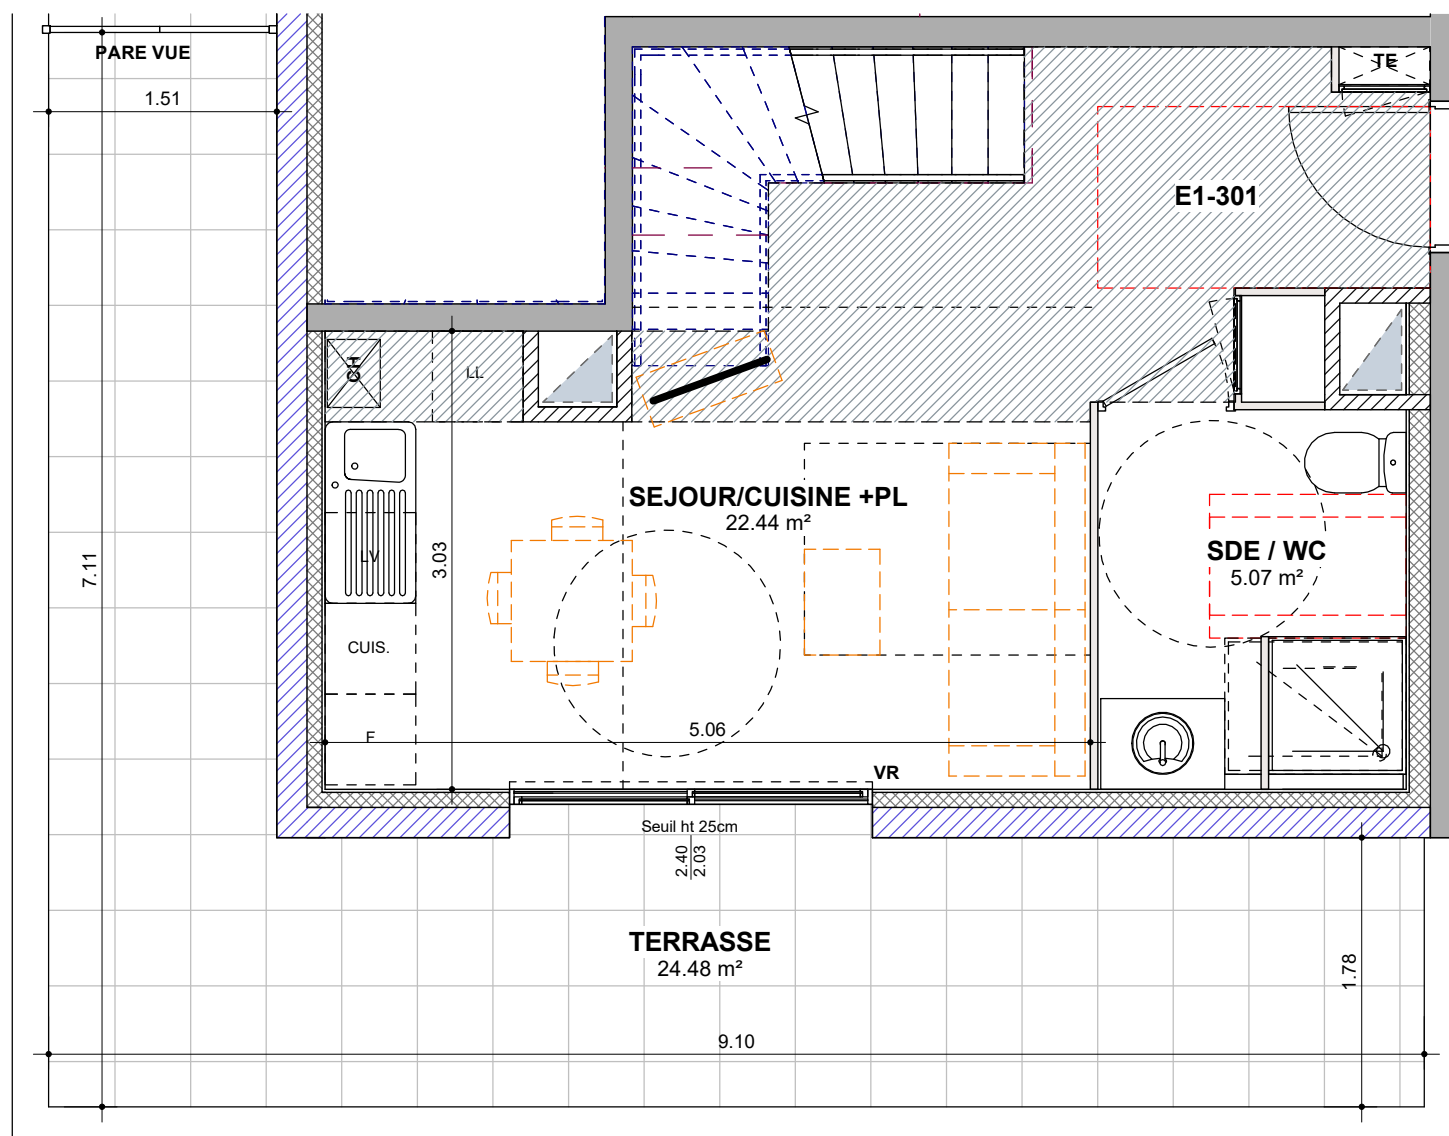 PARE VUE
1.51
TE
E1-301
CH
LL
SEJOUR/CUISINE +PL
22.44 m²
SDE / WC
5.07 m²
LV
3.03
7.11
CUIS.
F
5.06
VR
Seuil ht 25cm
2.40
2.03
TERRASSE
24.48 m²
1.78
9.10